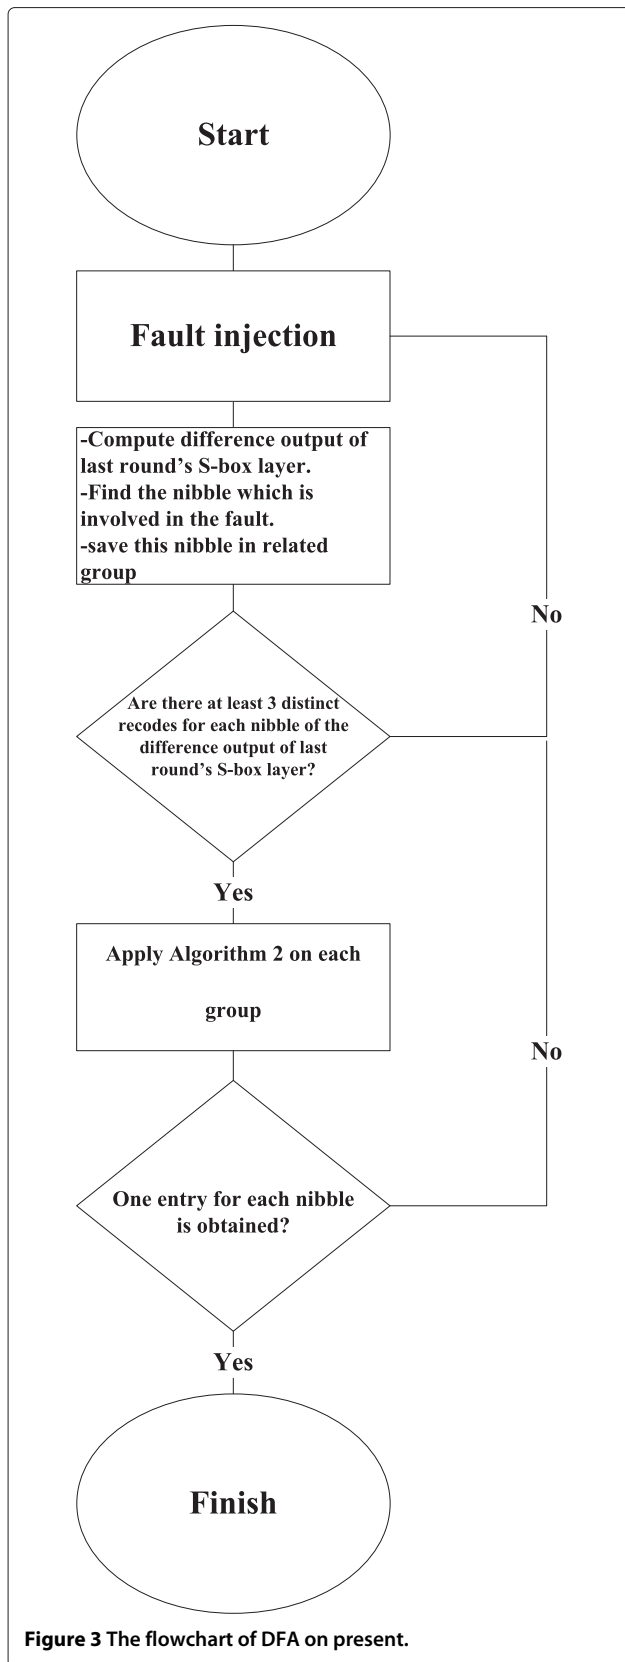 Start
Fault injection
-Compute difference output of
last round's S-box layer.
-Find the nibble which is
involved in the fault.
-save this nibble in related
group
No
Are there at least 3 distinct
recodes for each nibble of the
difference output of last
round's S-box layer?
Yes
Apply Algorithm 2 on each
group
No
One entry for each nibble
is obtained?
Yes
Finish
Figure 3 The flowchart of DFA on present.